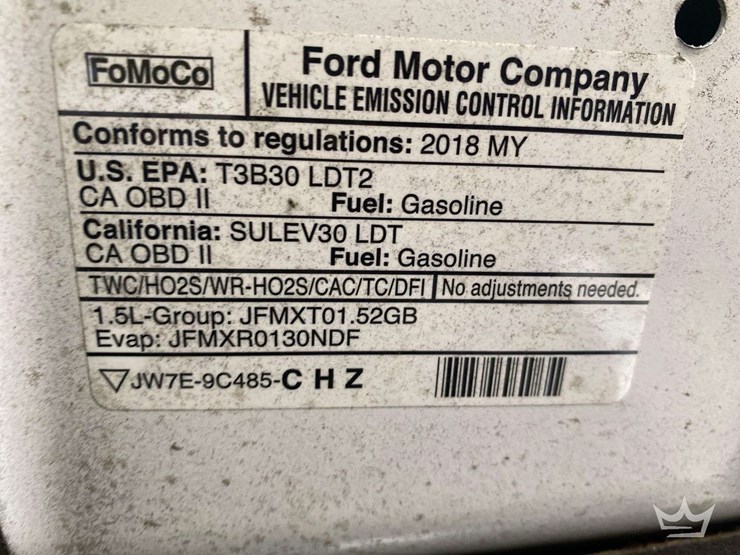 FoMoCo
Ford Motor Company
VEHICLE EMISSION CONTROL INFORMATION
Conforms to regulations: 2018 MY
U.S. EPA: T3B30 LDT2
CA OBD II Fuel: Gasoline
California: SULEV30 LDT
CA OBD II Fuel: Gasoline
TWC/HO2S/WR-HO2S/CAC/TC/DFI No adjustments needed.
1.5L-Group: JFMXT01.52GB
Evap: JFMXR0130NDF
JW7E-9C485-C H Z